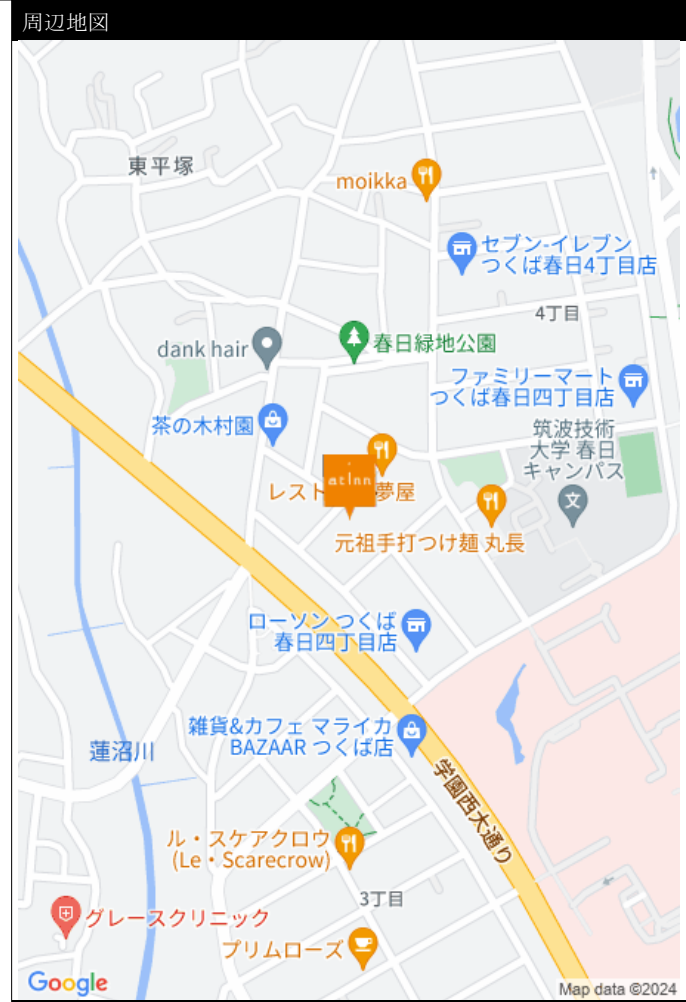 周辺地図
東平塚
moikka
セブン-イレブン
つくば春日4丁目店
4丁目
dank hair
春日緑地公園
ファミリーマート
つくば春日四丁目店
茶の木村園
筑波技術
大学 春日
キャンパス
at inn
レスト
夢屋
元祖手打つけ麺 丸長
ローソン つくば
春日四丁目店
雑貨&カフェ マライカ
BAZAAR つくば店
蓮沼川
学園西大通り
ル・スケアクロウ
(Le・Scarecrow)
3丁目
グレースクリニック
プリムローズ
Google
Map data ©2024